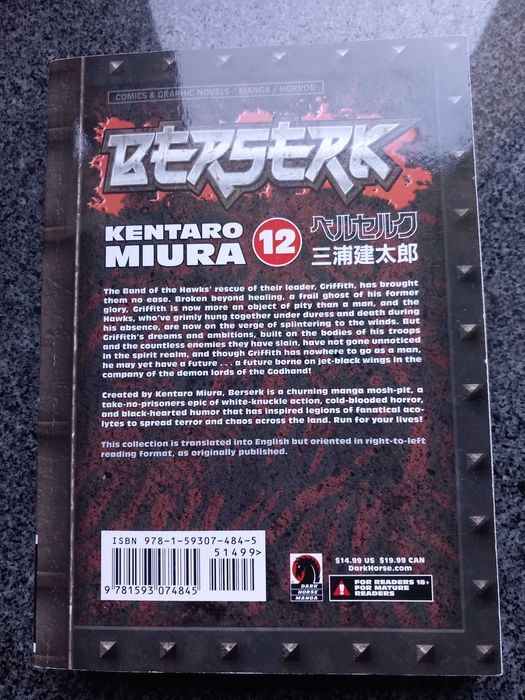 COMICS & GRAPHIC NOVELS / MANGA / HORROR
BERSERK
KENTARO
MIURA
12
ベルセルク
三浦建太郎
The Band of the Hawks' rescue of their leader, Griffith, has brought
them no ease. Broken beyond healing, a frail ghost of his former
glory, Griffith is now more an object of pity than a man, and the
Hawks, who've grimly hung together under duress and death during
his absence, are now on the verge of splintering to the winds. But
Griffith's dreams and ambitions, built on the bodies of his troops
and the countless enemies they have slain, have not gone unnoticed
in the spirit realm, and though Griffith has nowhere to go as a man,
he may yet have a future . . . a future borne on jet-black wings in the
company of the demon lords of the Godhand!
Created by Kentaro Miura, Berserk is a churning manga mosh-pit, a
take-no-prisoners epic of white-knuckle action, cold-blooded horror,
and black-hearted humor that has inspired legions of fanatical aco-
lytes to spread terror and chaos across the land. Run for your lives!
This collection is translated into English but oriented in right-to-left
reading format, as originally published.
ISBN 978-1-59307-484-5
51499>
9 781593 074845
DARK
HORSE
MANGA
$14.99 US $19.99 CAN
DarkHorse.com
FOR READERS 18+
FOR MATURE
READERS